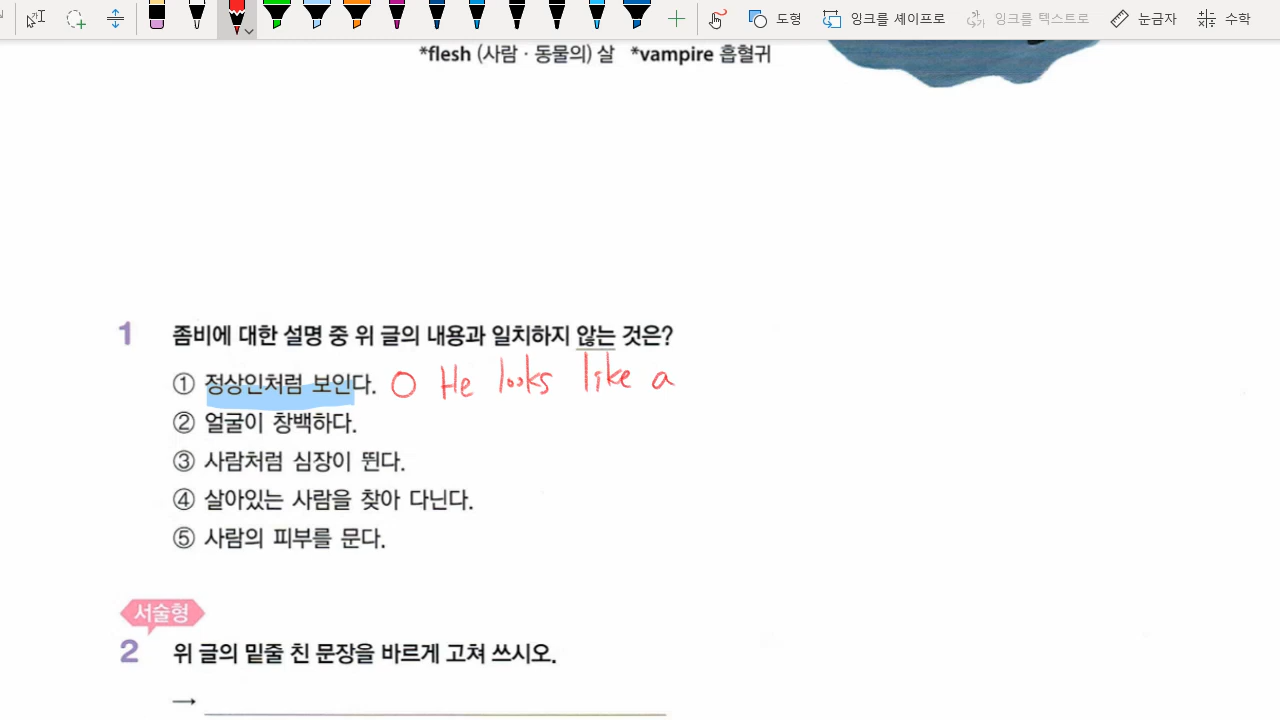 도형 잉크를 셰이프로 잉크를 텍스트로 눈금자 수학
*flesh (사람 · 동물의) 살 *vampire 흡혈귀
1 좀비에 대한 설명 중 위 글의 내용과 일치하지 않는 것은?
① 정상인처럼 보인다. O He looks like a
② 얼굴이 창백하다.
③ 사람처럼 심장이 뛴다.
④ 살아있는 사람을 찾아 다닌다.
⑤ 사람의 피부를 문다.
서술형
2 위 글의 밑줄 친 문장을 바르게 고쳐 쓰시오.
→